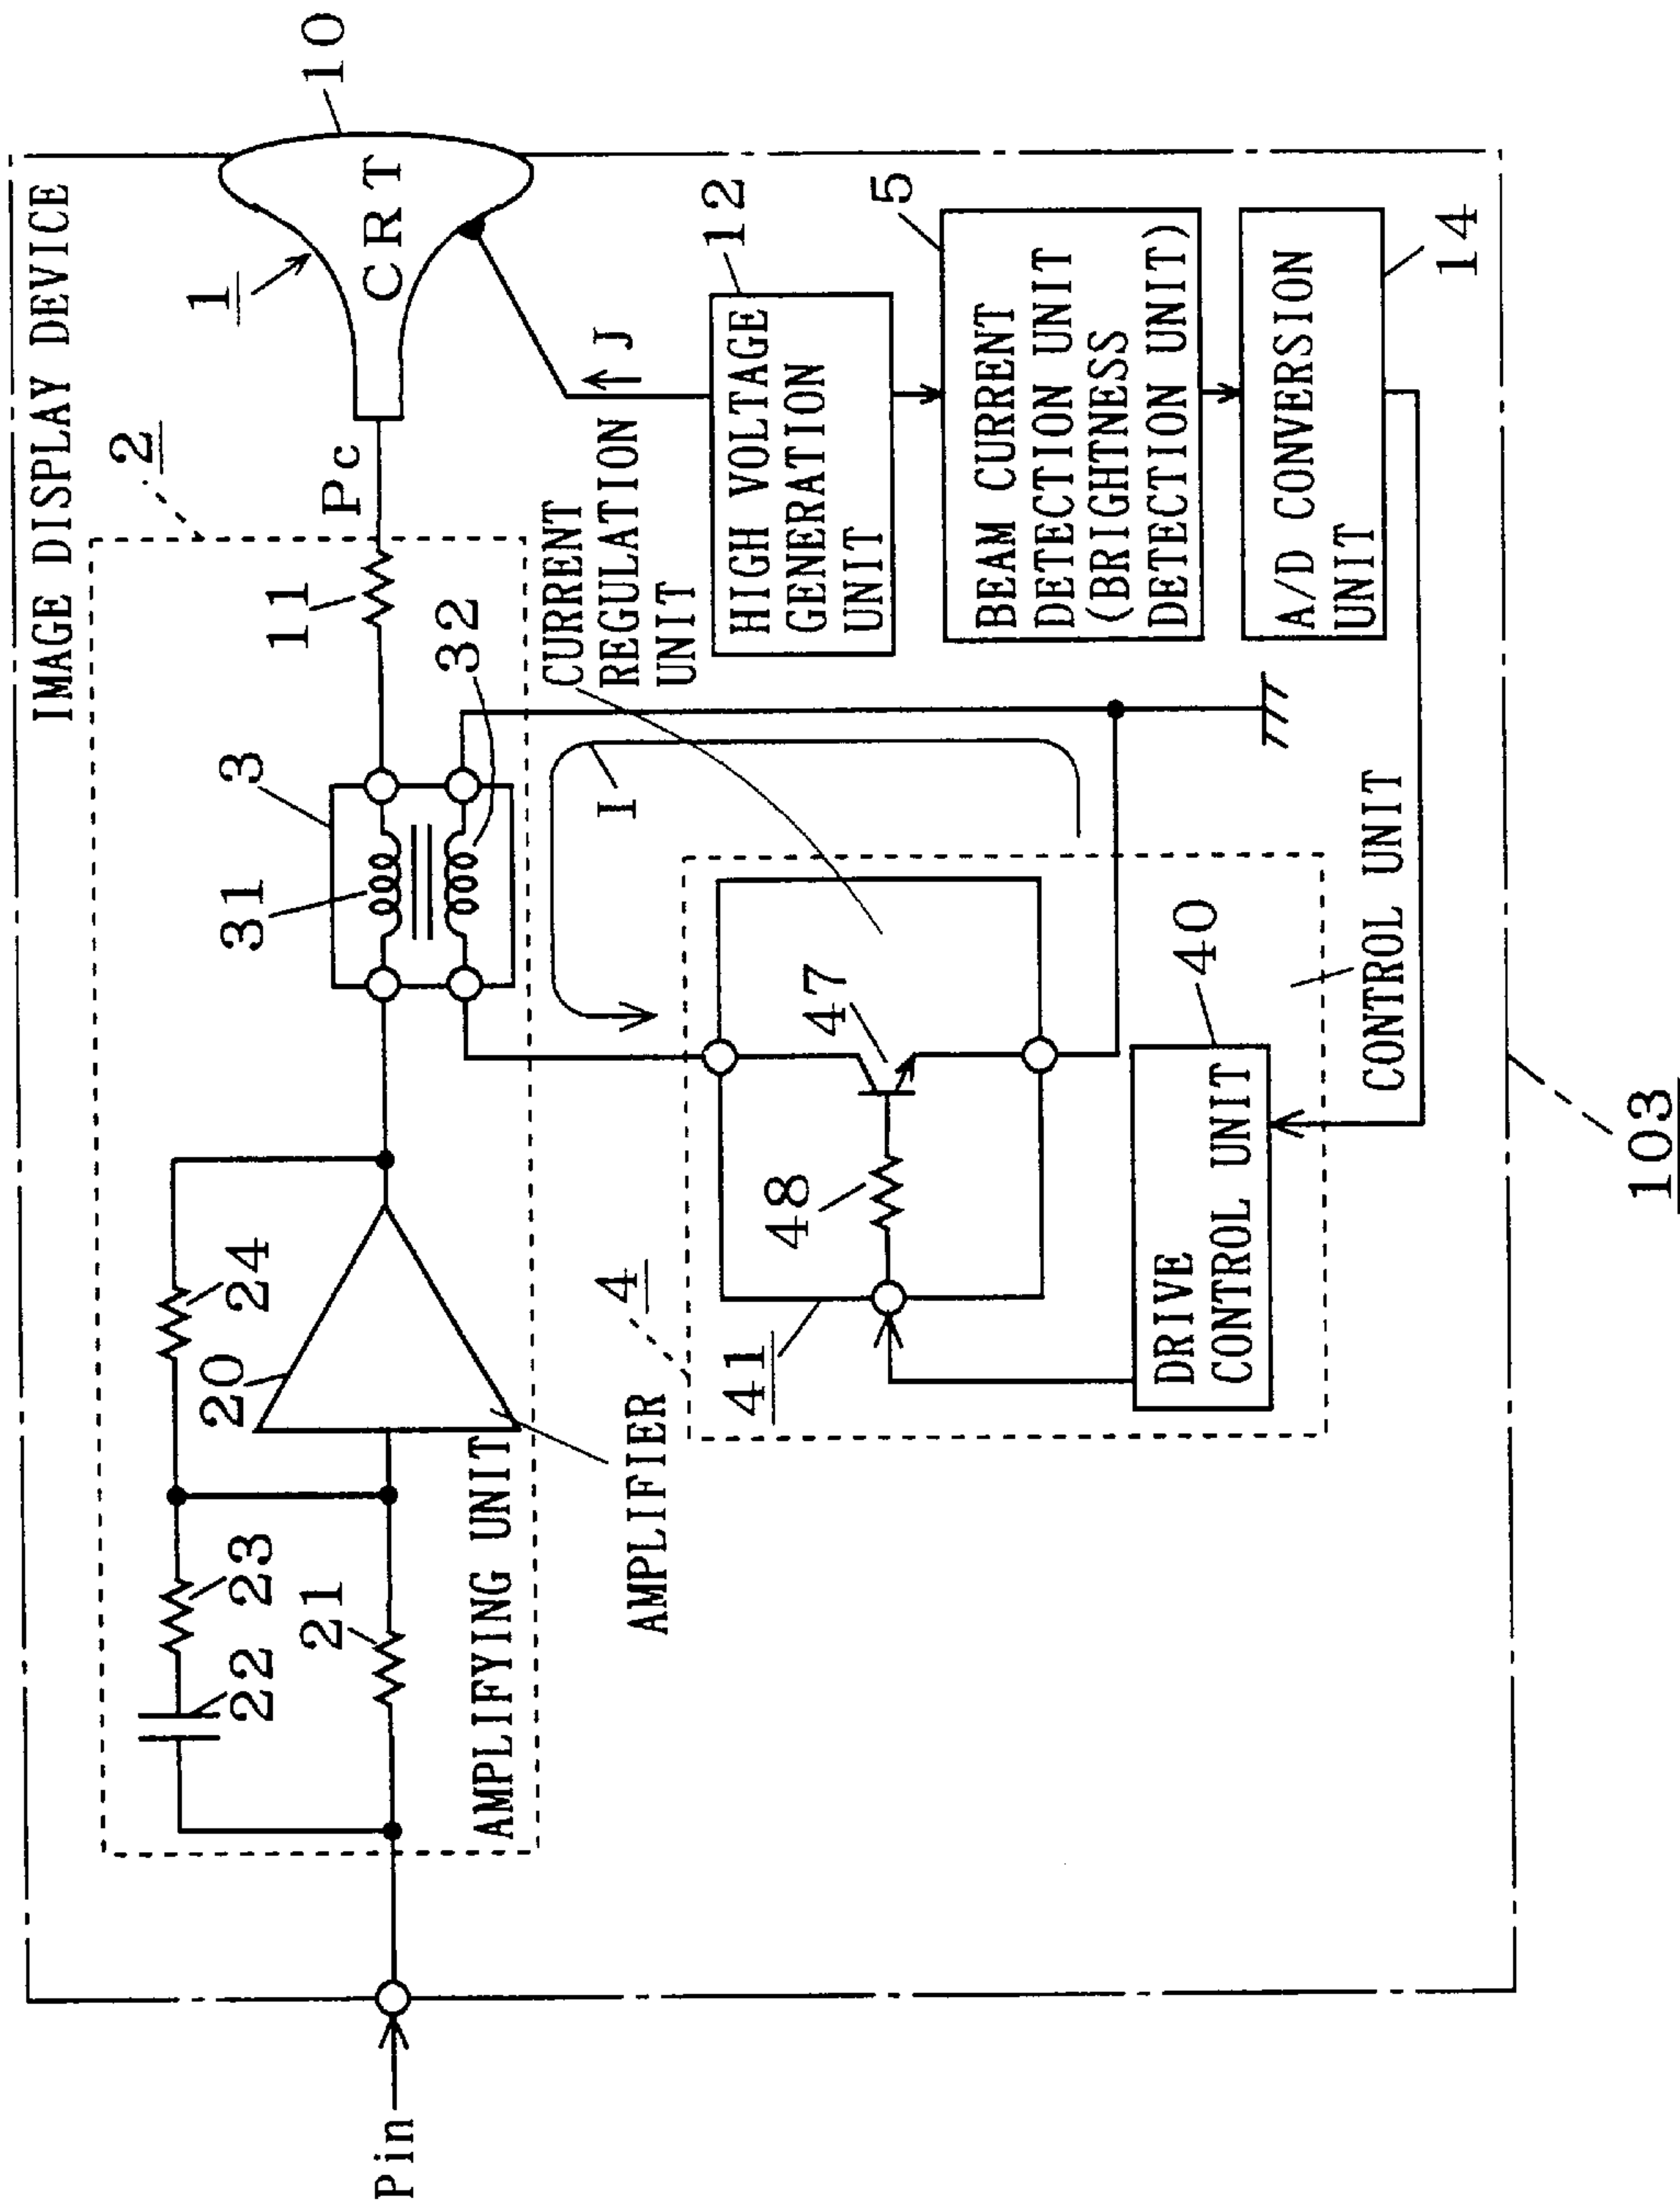 IMAGE DISPLAY DEVICE
2
1
10
CRT
Pc
11
3
31
32
24
20
23
22
21
Pin
AMPLIFYING UNIT
AMPLIFIER
CURRENT
REGULATION
UNIT
J
12
HIGH VOLTAGE
GENERATION
UNIT
5
BEAM CURRENT
DETECTION UNIT
(BRIGHTNESS
DETECTION UNIT)
A/D CONVERSION
UNIT
14
I
4
41
47
48
40
DRIVE
CONTROL UNIT
CONTROL UNIT
103